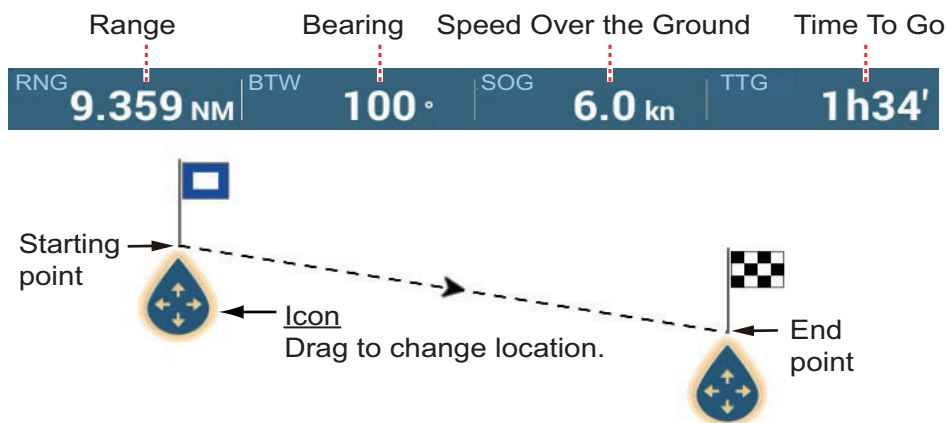 Range Bearing Speed Over the Ground Time To Go
RNG 9.359 NM BTW 100 ° SOG 6.0 kn TTG 1h34'
Starting
point
Icon
Drag to change location.
End
point